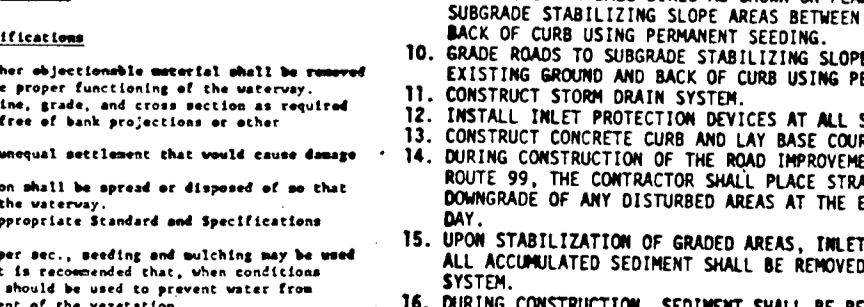 ifications
her objectionable material shall be removed
e proper functioning of the waterway.
ine, grade, and cross section as required
free of bank projections or other
unequal settlement that would cause damage
on shall be spread or disposed of so that
the waterway.
ppropriate Standard and Specifications
per sec., seeding and mulching may be used
t is recommended that, when conditions
should be used to prevent water from
ent of the vegetation.
SUBGRADE STABILIZING SLOPE AREAS BETWEEN
BACK OF CURB USING PERMANENT SEEDING.
10. GRADE ROADS TO SUBGRADE STABILIZING SLOPE
EXISTING GROUND AND BACK OF CURB USING PE
11. CONSTRUCT STORM DRAIN SYSTEM.
12. INSTALL INLET PROTECTION DEVICES AT ALL S
13. CONSTRUCT CONCRETE CURB AND LAY BASE COUR
14. DURING CONSTRUCTION OF THE ROAD IMPROVEME
ROUTE 99, THE CONTRACTOR SHALL PLACE STRA
DOWNGRADE OF ANY DISTURBED AREAS AT THE E
DAY.
15. UPON STABILIZATION OF GRADED AREAS, INLET
ALL ACCUMULATED SEDIMENT SHALL BE REMOVED
SYSTEM.
16. DURING CONSTRUCTION, SEDIMENT SHALL BE RE